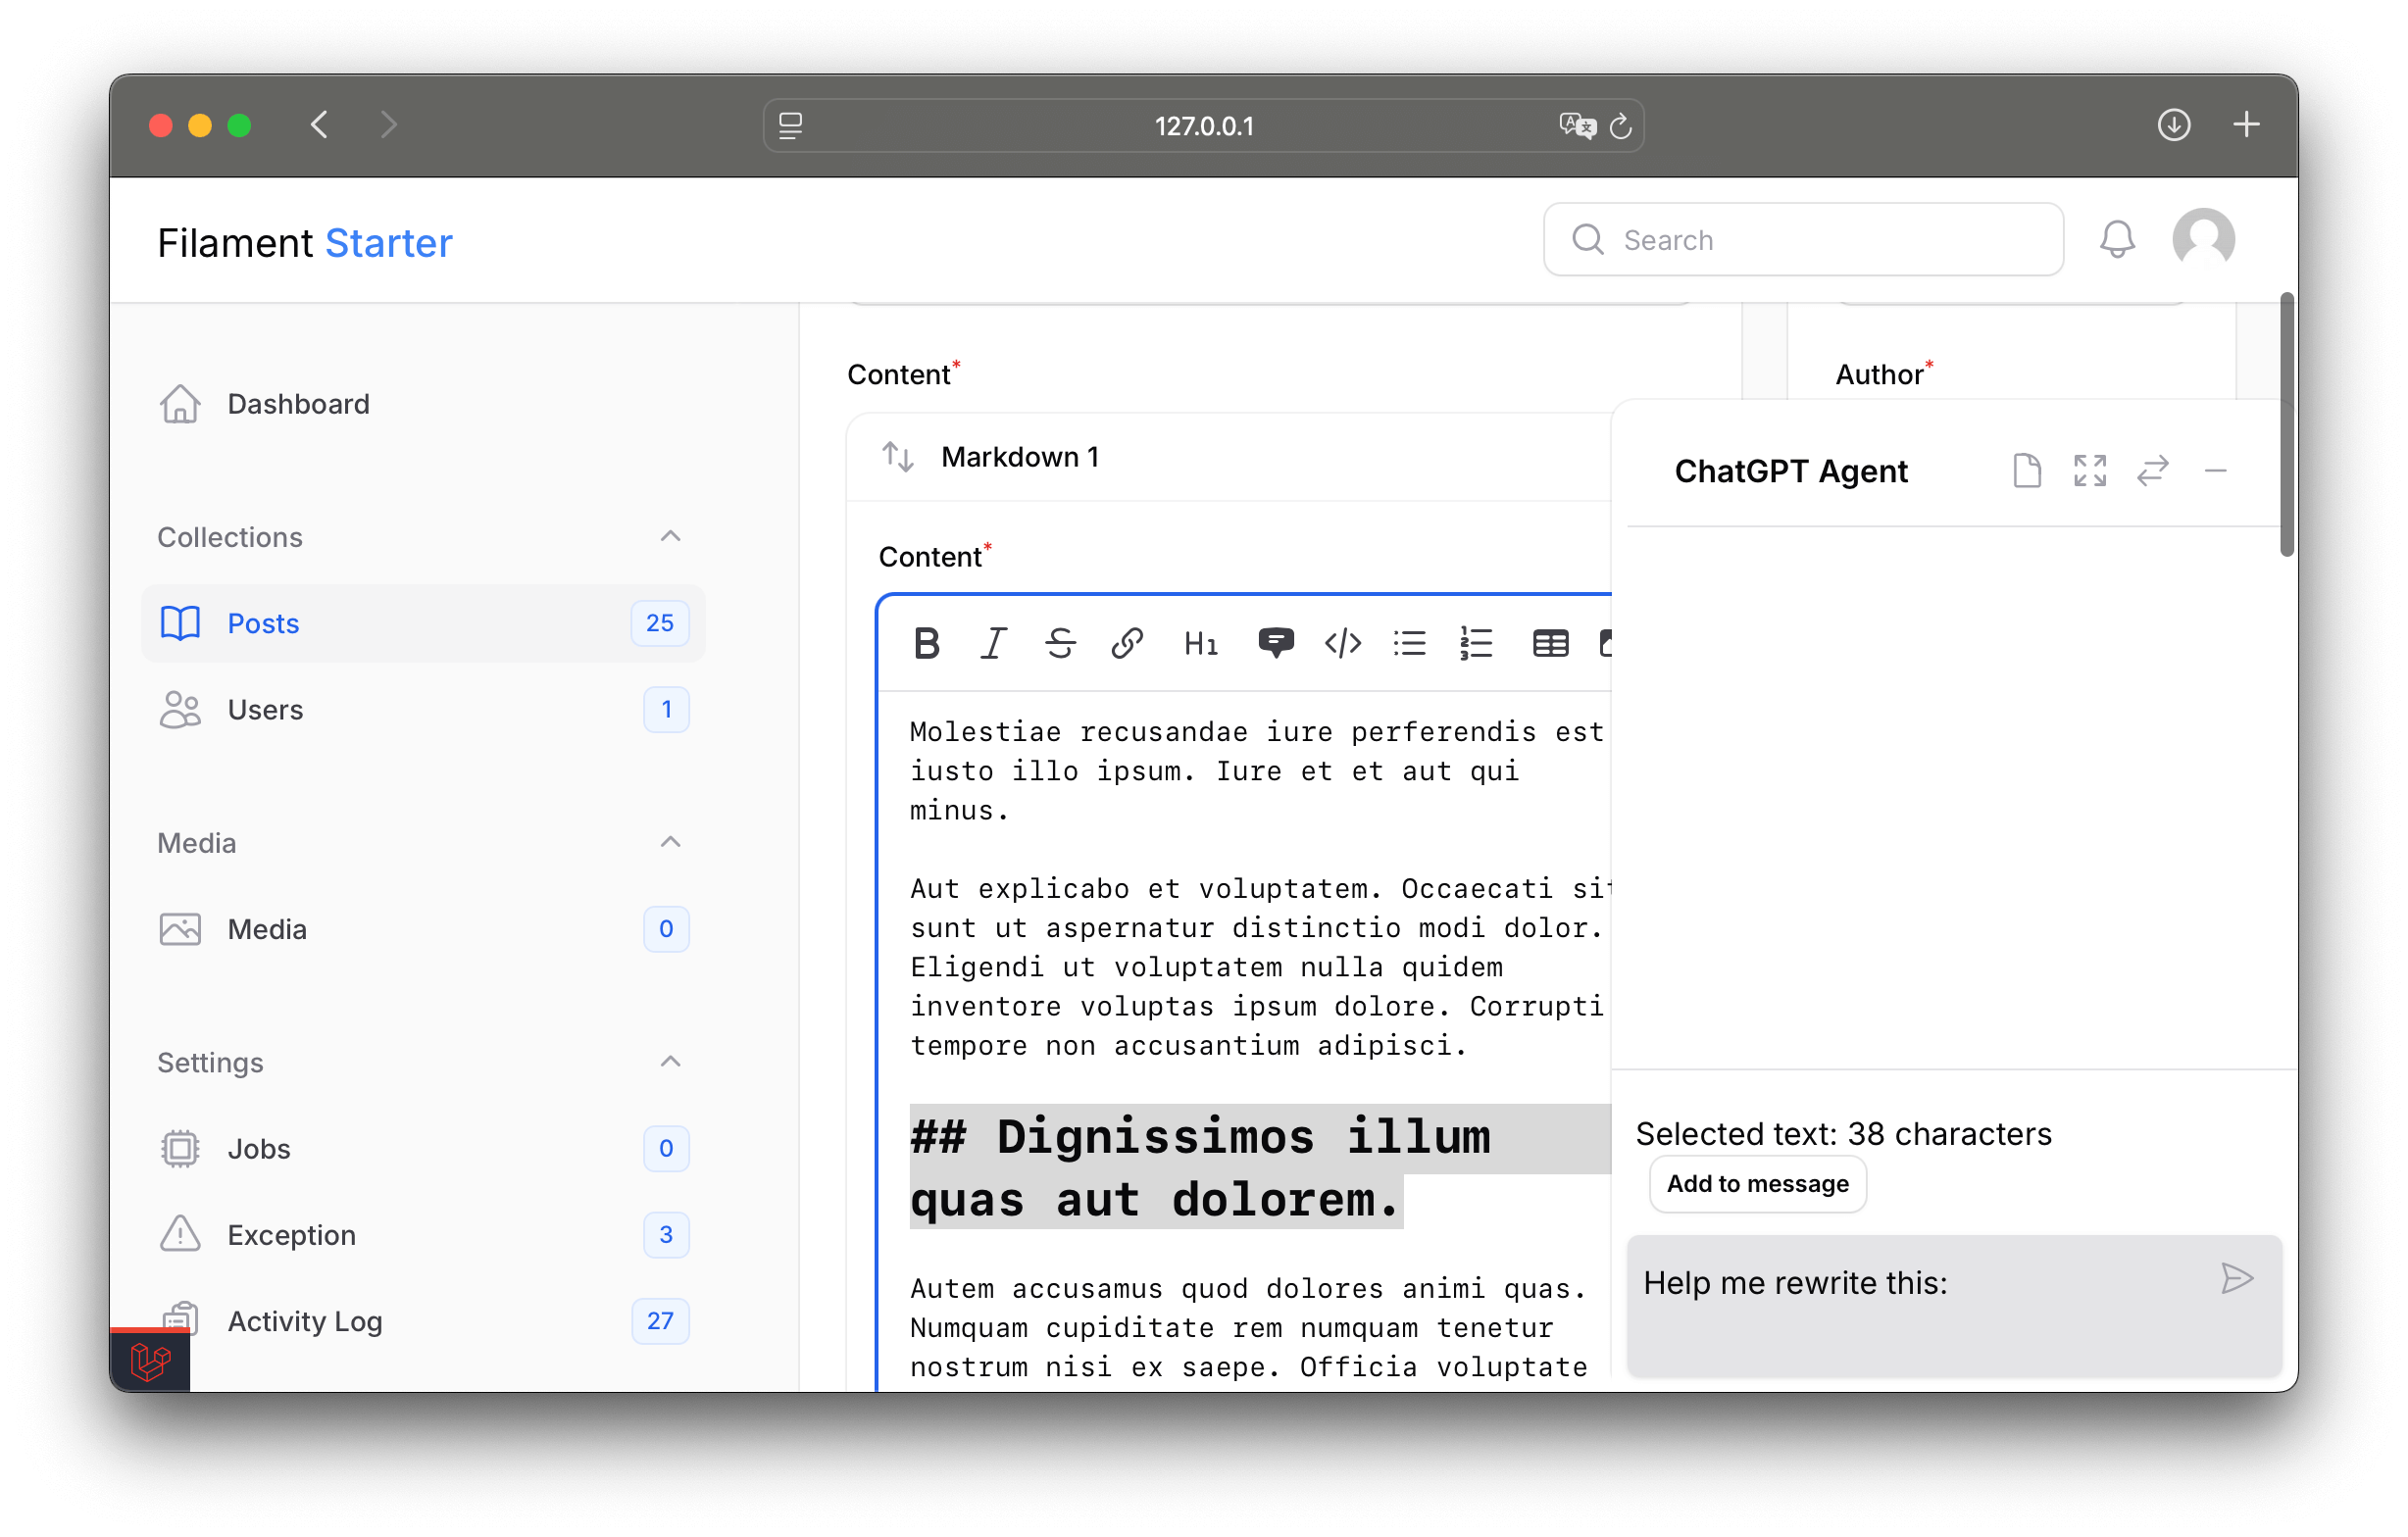 127.0.0.1
Filament Starter
Search
Dashboard
Collections
Posts 25
Users 1
Media
Media 0
Settings
Jobs 0
Exception 3
Activity Log 27
Content*
Markdown 1
Content*
H1
Molestiae recusandae iure perferendis est
iusto illo ipsum. Iure et et aut qui
minus.
Aut explicabo et voluptatem. Occaecati sit
sunt ut aspernatur distinctio modi dolor.
Eligendi ut voluptatem nulla quidem
inventore voluptas ipsum dolore. Corrupti
tempore non accusantium adipisci.
## Dignissimos illum
quas aut dolorem.
Autem accusamus quod dolores animi quas.
Numquam cupiditate rem numquam tenetur
nostrum nisi ex saepe. Officia voluptate
Author*
ChatGPT Agent
Selected text: 38 characters
Add to message
Help me rewrite this: